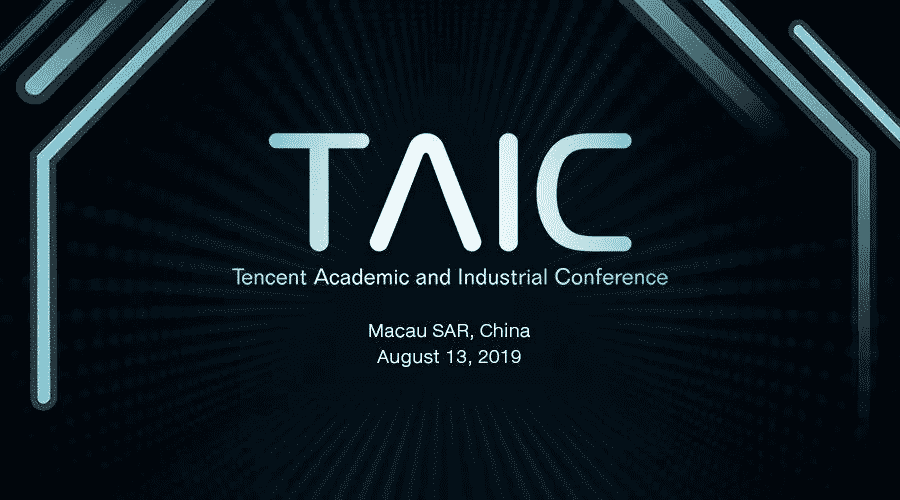 TAIC
Tencent Academic and Industrial Conference
Macau SAR, China
August 13, 2019